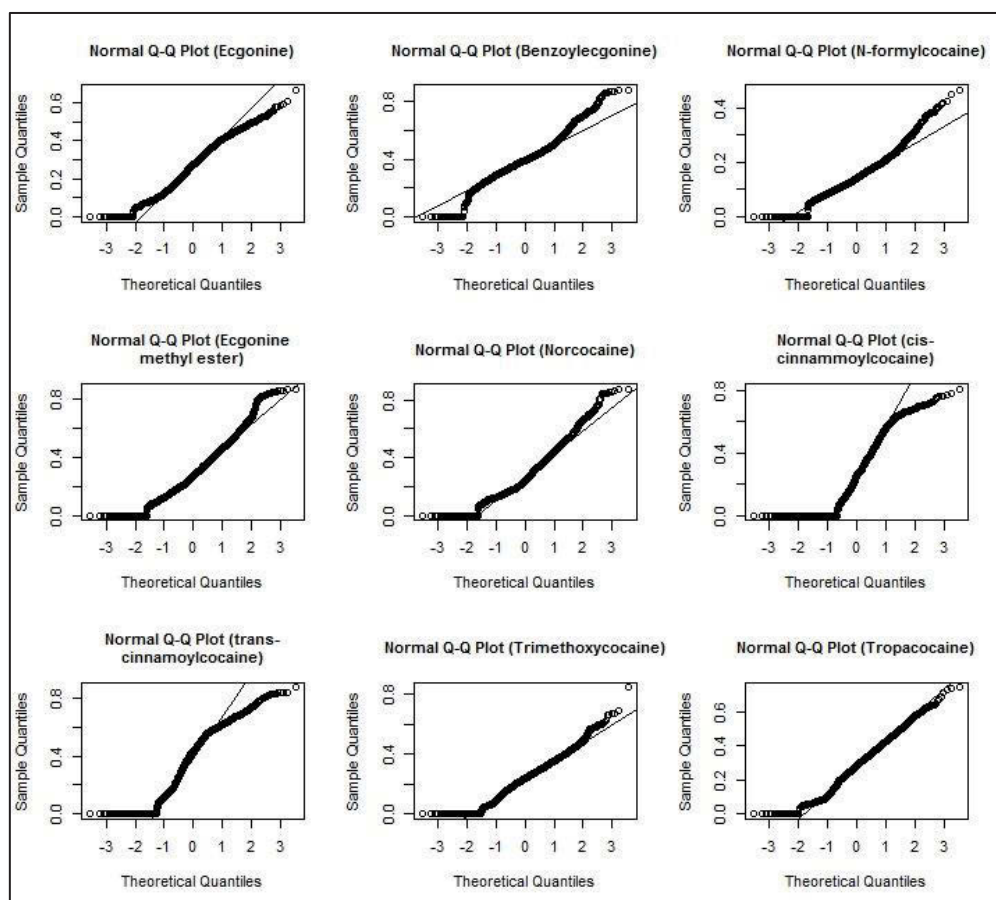 Normal Q-Q Plot (Ecgonine)
Sample Quantiles
0.0 0.2 0.4 0.6
-3 -2 -1 0 1 2 3
Theoretical Quantiles
Normal Q-Q Plot (Benzoylecgonine)
Sample Quantiles
0.0 0.4 0.8
-3 -2 -1 0 1 2 3
Theoretical Quantiles
Normal Q-Q Plot (N-formylcocaine)
Sample Quantiles
0.0 0.2 0.4
-3 -2 -1 0 1 2 3
Theoretical Quantiles
Normal Q-Q Plot (Ecgonine
methyl ester)
Sample Quantiles
0.0 0.4 0.8
-3 -2 -1 0 1 2 3
Theoretical Quantiles
Normal Q-Q Plot (Norcocaine)
Sample Quantiles
0.0 0.4 0.8
-3 -2 -1 0 1 2 3
Theoretical Quantiles
Normal Q-Q Plot (cis-
cinnammoylcocaine)
Sample Quantiles
0.0 0.4 0.8
-3 -2 -1 0 1 2 3
Theoretical Quantiles
Normal Q-Q Plot (trans-
cinnamoylcocaine)
Sample Quantiles
0.0 0.4 0.8
-3 -2 -1 0 1 2 3
Theoretical Quantiles
Normal Q-Q Plot (Trimethoxycocaine)
Sample Quantiles
0.0 0.4 0.8
-3 -2 -1 0 1 2 3
Theoretical Quantiles
Normal Q-Q Plot (Tropacocaine)
Sample Quantiles
0.0 0.2 0.4 0.6
-3 -2 -1 0 1 2 3
Theoretical Quantiles